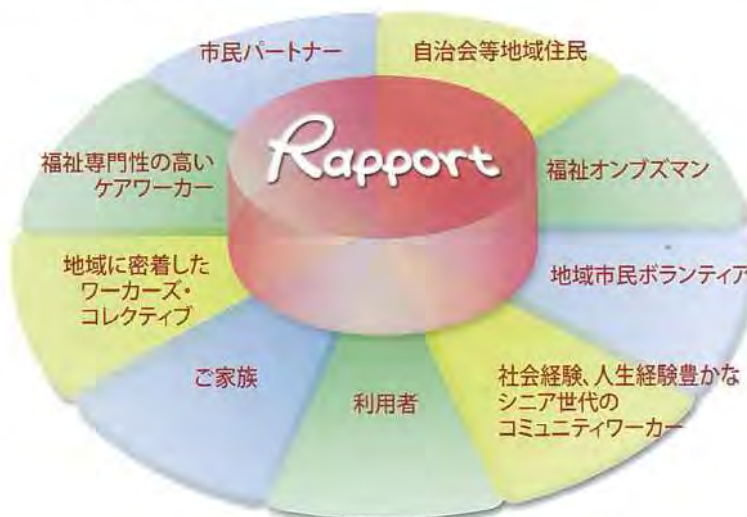 市民パートナー
自治会等地域住民
Rapport
福祉専門性の高い
ケアワーカー
福祉オンブズマン
地域に密着した
ワーカーズ・
コレクティブ
地域市民ボランティア
ご家族
利用者
社会経験、人生経験豊かな
シニア世代の
コミュニティワーカー